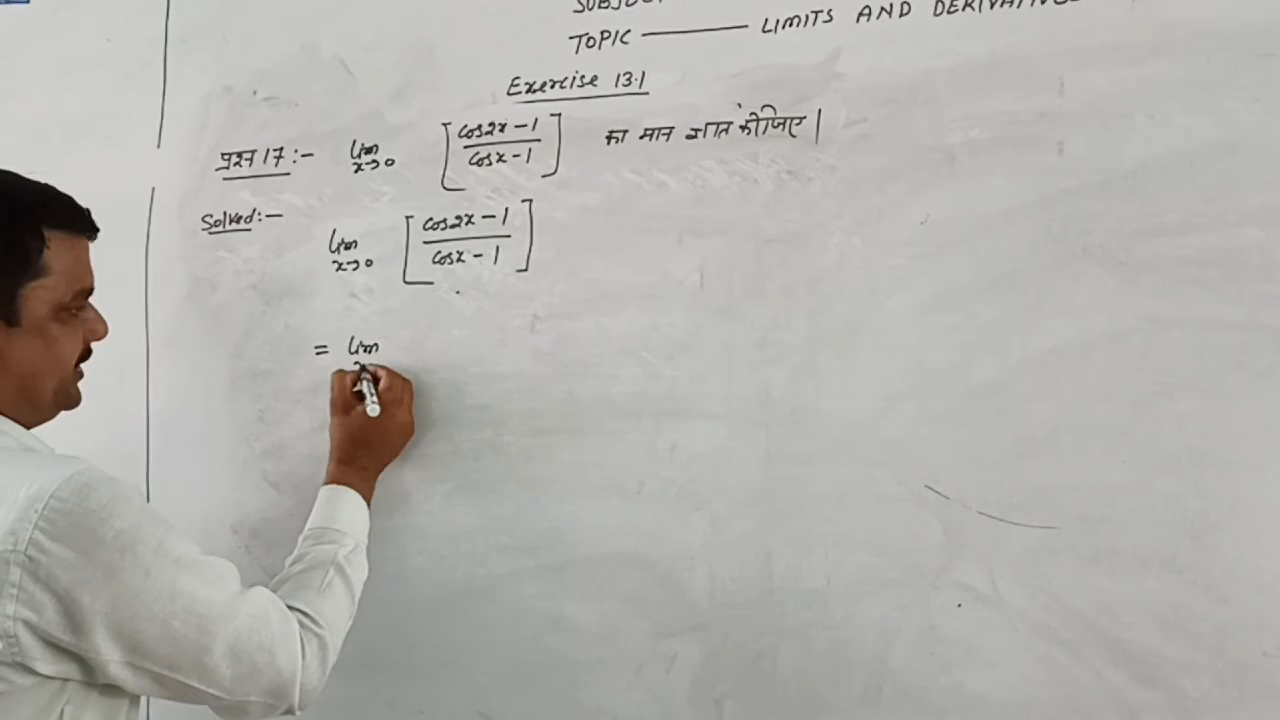 TOPIC ——— LIMITS AND
Exercise 13.1
प्रश्न 17 :- lim x→0 [cos2x - 1 / cosx - 1] का मान ज्ञात कीजिए |
Solved :-
lim x→0 [cos2x - 1 / cosx - 1]
= lim